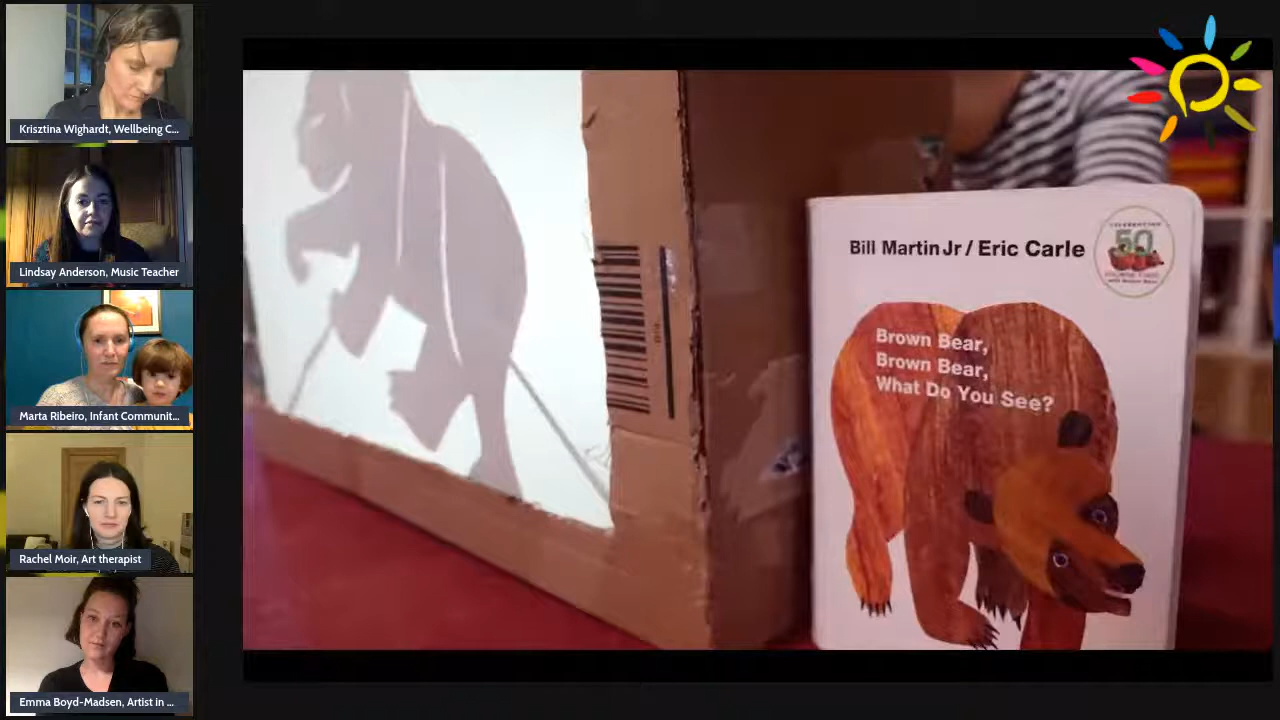 Krisztina Wighardt, Wellbeing C...
Lindsay Anderson, Music Teacher
Marta Ribeiro, Infant Communit...
Rachel Moir, Art therapist
Emma Boyd-Madsen, Artist in ...
Bill Martin Jr / Eric Carle
50
Brown Bear,
Brown Bear,
What Do You See?